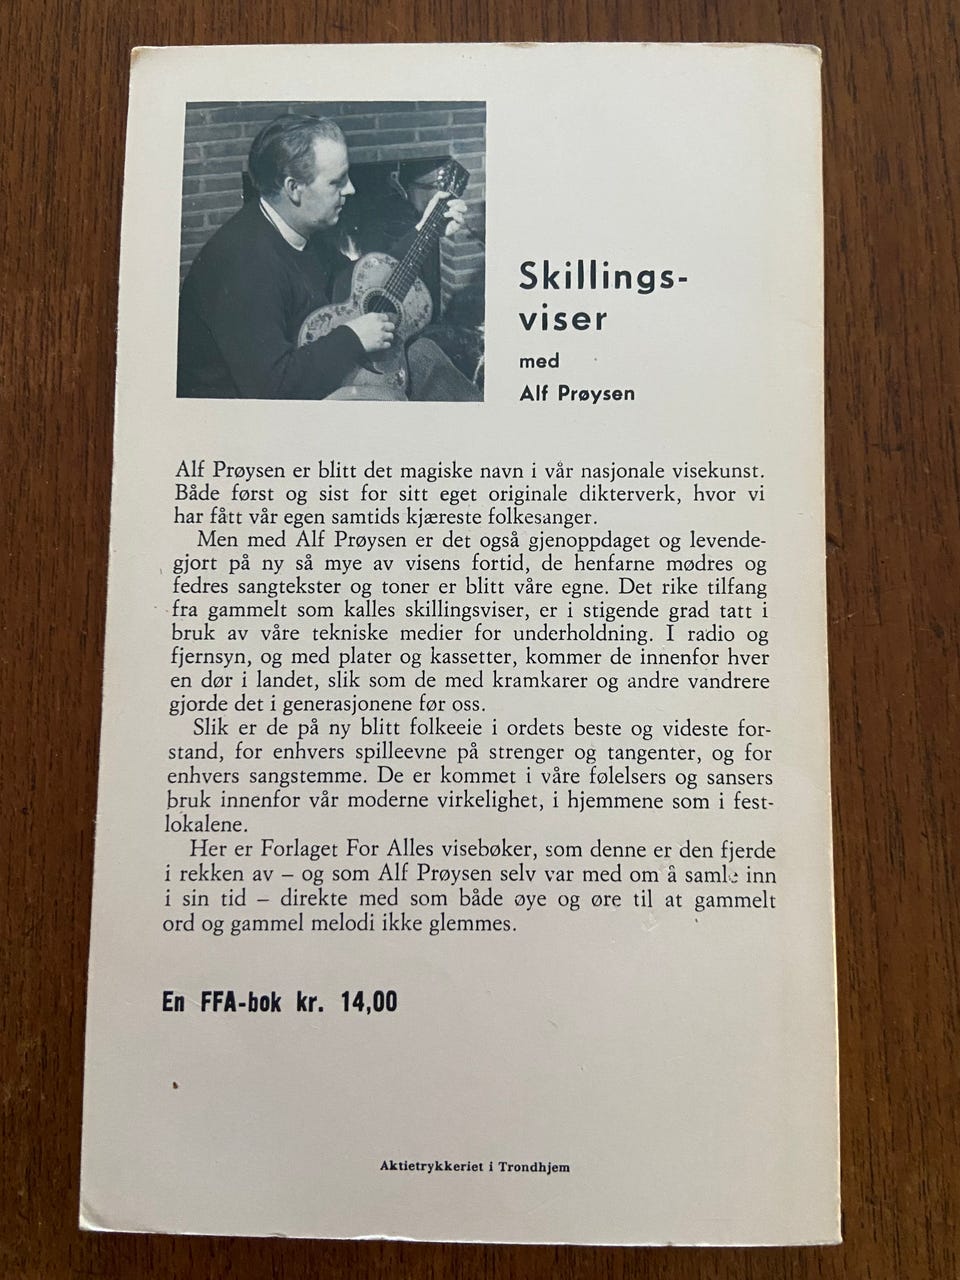 Skillings-
viser
med
Alf Prøysen
Alf Prøysen er blitt det magiske navn i vår nasjonale visekunst.
Både først og sist for sitt eget originale dikterverk, hvor vi
har fått vår egen samtids kjæreste folkesanger.
Men med Alf Prøysen er det også gjenoppdaget og levende-
gjort på ny så mye av visens fortid, de henfarne mødres og
fedres sangtekster og toner er blitt våre egne. Det rike tilfang
fra gammelt som kalles skillingsviser, er i stigende grad tatt i
bruk av våre tekniske medier for underholdning. I radio og
fjernsyn, og med plater og kassetter, kommer de innenfor hver
en dør i landet, slik som de med kramkarer og andre vandrere
gjorde det i generasjonene før oss.
Slik er de på ny blitt folkeeie i ordets beste og videste for-
stand, for enhvers spilleevne på strenger og tangenter, og for
enhvers sangstemme. De er kommet i våre følelsers og sansers
bruk innenfor vår moderne virkelighet, i hjemmene som i fest-
lokalene.
Her er Forlaget For Alles visebøker, som denne er den fjerde
i rekken av – og som Alf Prøysen selv var med om å samle inn
i sin tid – direkte med som både øye og øre til at gammelt
ord og gammel melodi ikke glemmes.
En FFA-bok kr. 14,00
Aktietrykkeriet i Trondhjem